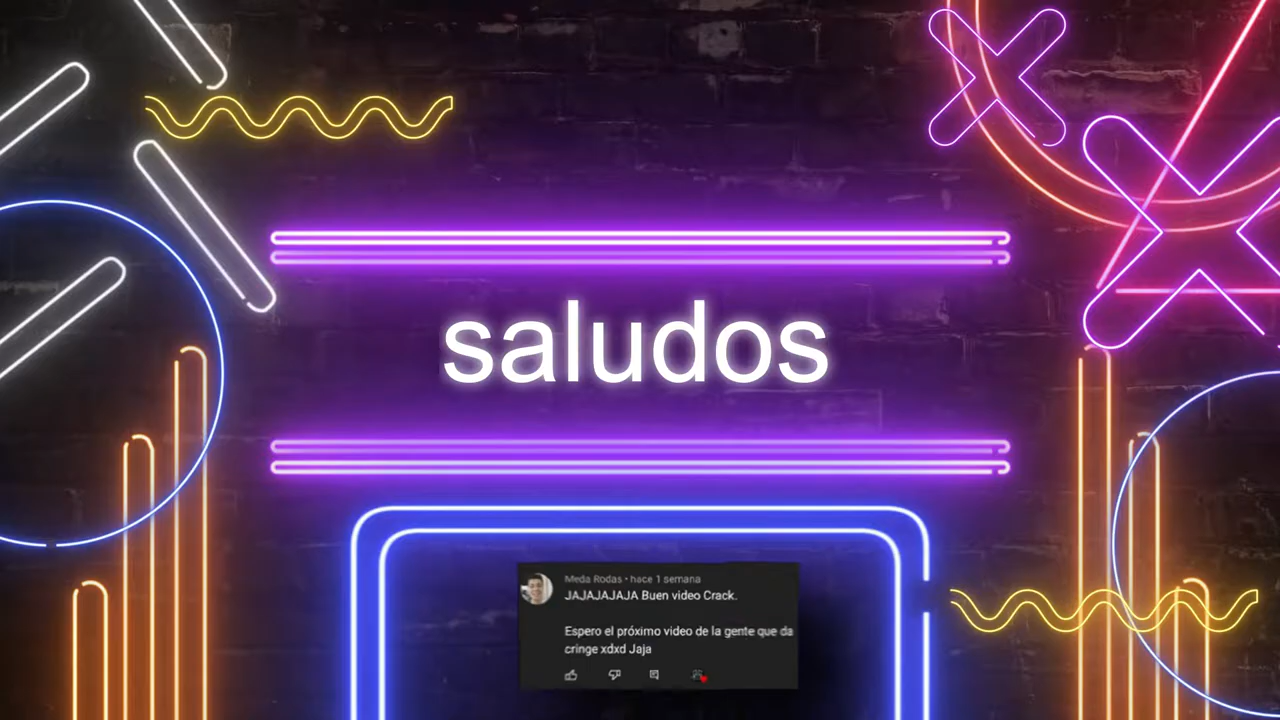 saludos
Meda Rodas • hace 1 semana
JAJAJAJAJA Buen video Crack.
Espero el próximo video de la gente que da
cringe xdxd Jaja